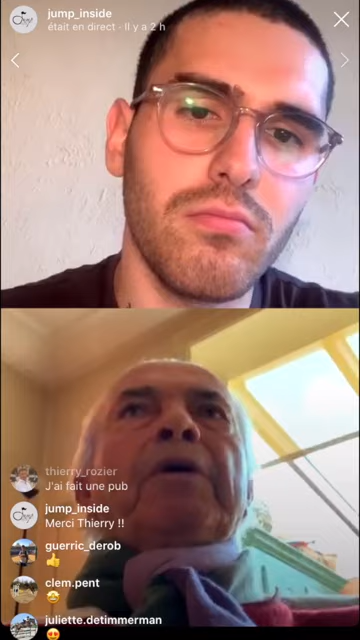 jump_inside
était en direct · Il y a 2 h
thierry_rozier
J'ai fait une pub
jump_inside
Merci Thierry !!
guerric_derob
👍
clem.pent
🤩
juliette.detimmerman
😍